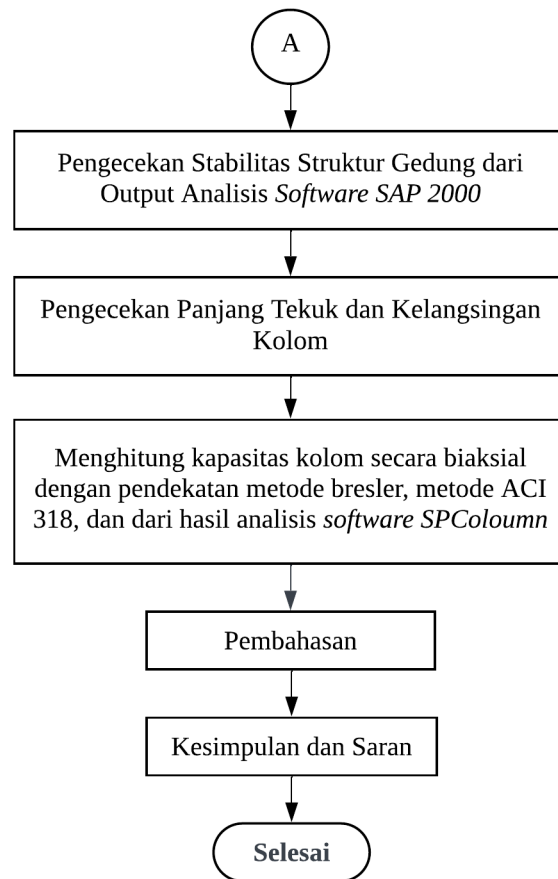 A
Pengecekan Stabilitas Struktur Gedung dari
Output Analisis Software SAP 2000
Pengecekan Panjang Tekuk dan Kelangsingan
Kolom
Menghitung kapasitas kolom secara biaksial
dengan pendekatan metode bresler, metode ACI
318, dan dari hasil analisis software SPColoumn
Pembahasan
Kesimpulan dan Saran
Selesai